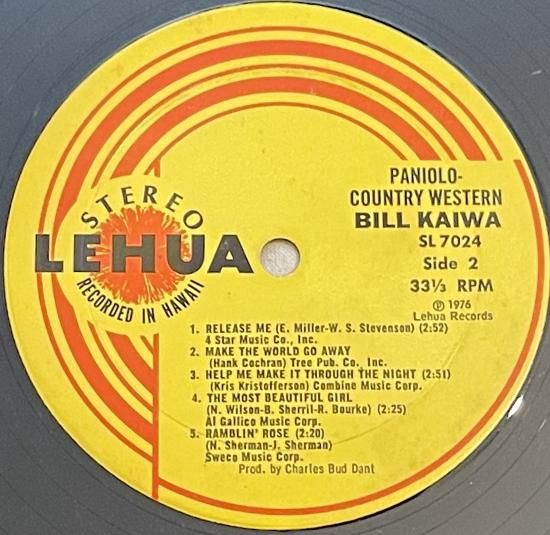 PANIOLO-
COUNTRY WESTERN
BILL KAIWA
SL 7024
Side 2
33⅓ RPM
℗ 1976
Lehua Records
STEREO
LEHUA
RECORDED IN HAWAII
1. RELEASE ME (E. Miller-W. S. Stevenson) (2:52)
4 Star Music Co., Inc.
2. MAKE THE WORLD GO AWAY
(Hank Cochran) Tree Pub. Co., Inc.
3. HELP ME MAKE IT THROUGH THE NIGHT (2:51)
(Kris Kristofferson) Combine Music Corp.
4. THE MOST BEAUTIFUL GIRL
(N. Wilson-B. Sherril-R. Bourke) (2:25)
Al Gallico Music Corp.
5. RAMBLIN' ROSE (2:20)
(N. Sherman-J. Sherman)
Sweco Music Corp.
Prod. by Charles Bud Dant